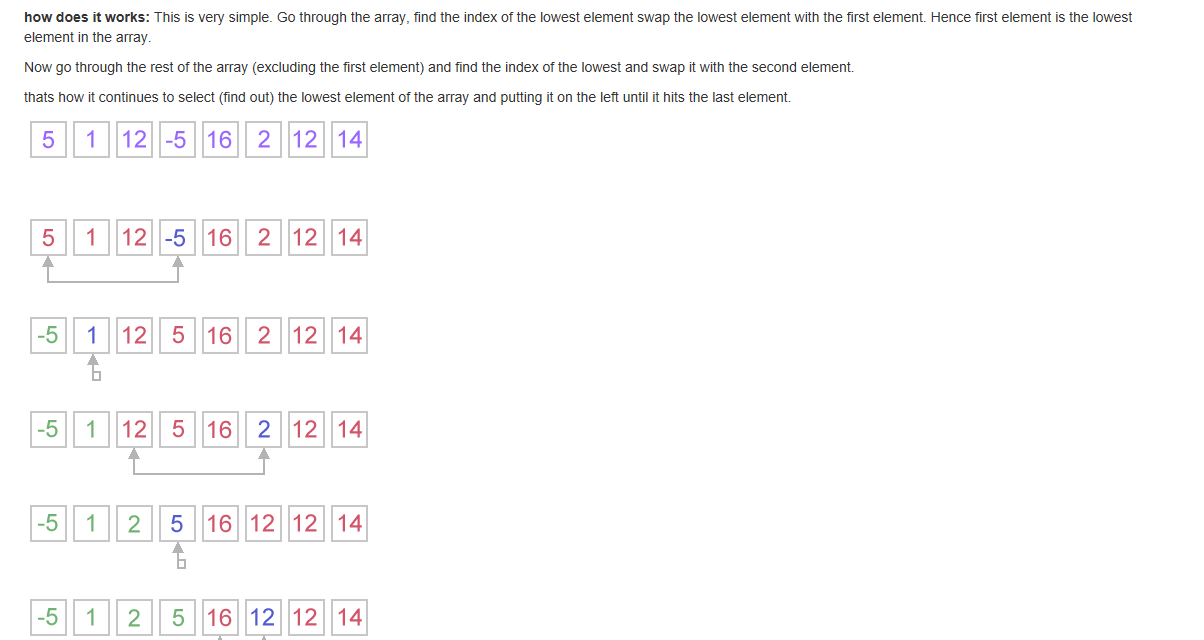 how does it works: This is very simple. Go through the array, find the index of the lowest element swap the lowest element with the first element. Hence first element is the lowest
element in the array.
Now go through the rest of the array (excluding the first element) and find the index of the lowest and swap it with the second element.
thats how it continues to select (find out) the lowest element of the array and putting it on the left until it hits the last element.
5 1 12 -5 16 2 12 14
5 1 12 -5 16 2 12 14
-5 1 12 5 16 2 12 14
-5 1 12 5 16 2 12 14
-5 1 2 5 16 12 12 14
-5 1 2 5 16 12 12 14